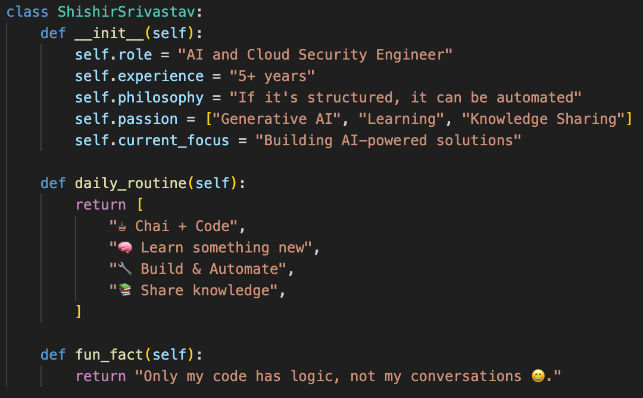 class ShishirSrivastav:
    def __init__(self):
        self.role = "AI and Cloud Security Engineer"
        self.experience = "5+ years"
        self.philosophy = "If it's structured, it can be automated"
        self.passion = ["Generative AI", "Learning", "Knowledge Sharing"]
        self.current_focus = "Building AI-powered solutions"
    def daily_routine(self):
        return [
            "☕ Chai + Code",
            "🧠 Learn something new",
            "🔧 Build & Automate",
            "📚 Share knowledge",
        ]
    def fun_fact(self):
        return "Only my code has logic, not my conversations 😄."